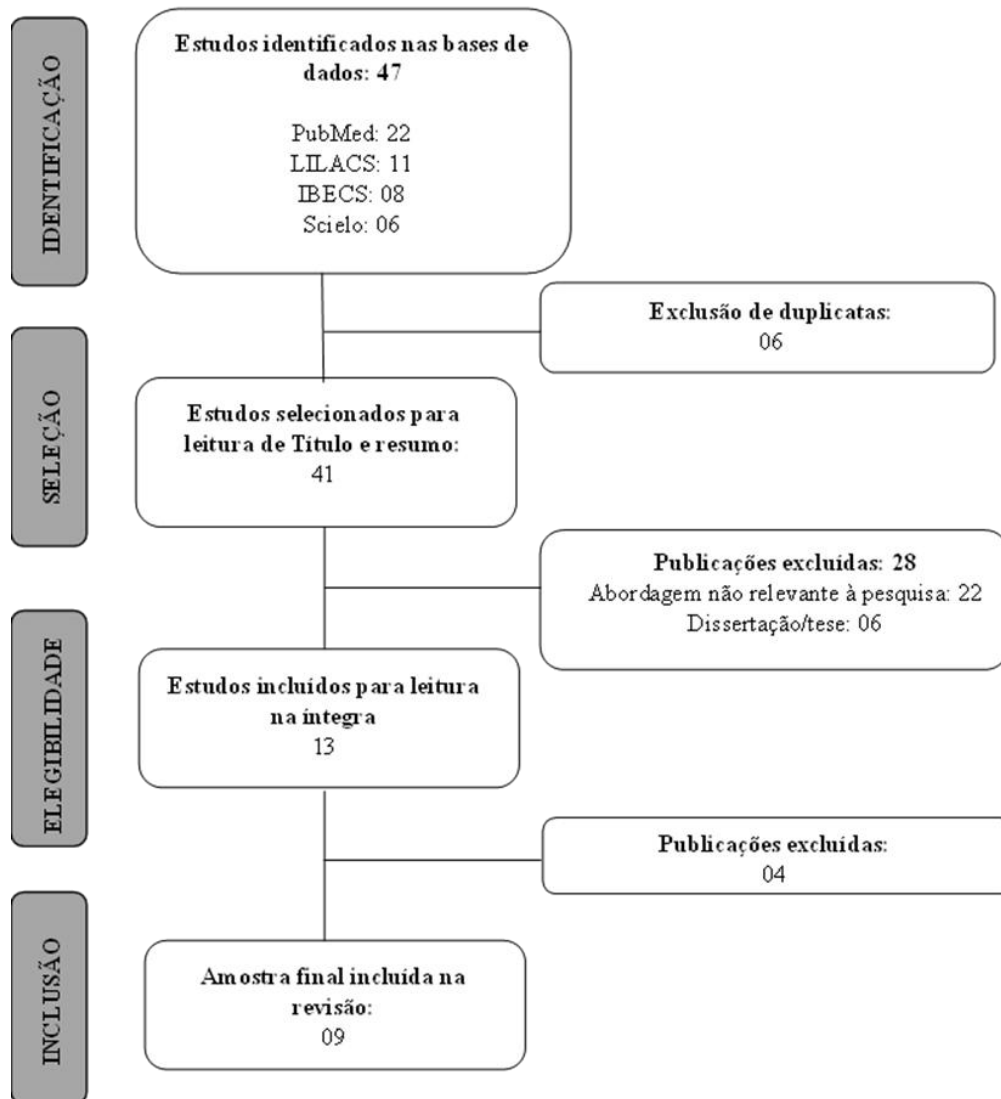 IDENTIFICAÇÃO
Estudos identificados nas bases de
dados: 47
PubMed: 22
LILACS: 11
IBECS: 08
Scielo: 06
Exclusão de duplicatas:
06
SELEÇÃO
Estudos selecionados para
leitura de Título e resumo:
41
Publicações excluídas: 28
Abordagem não relevante à pesquisa: 22
Dissertação/tese: 06
ELEGIBILIDADE
Estudos incluídos para leitura
na íntegra
13
Publicações excluídas:
04
INCLUSÃO
Amostra final incluída na
revisão:
09